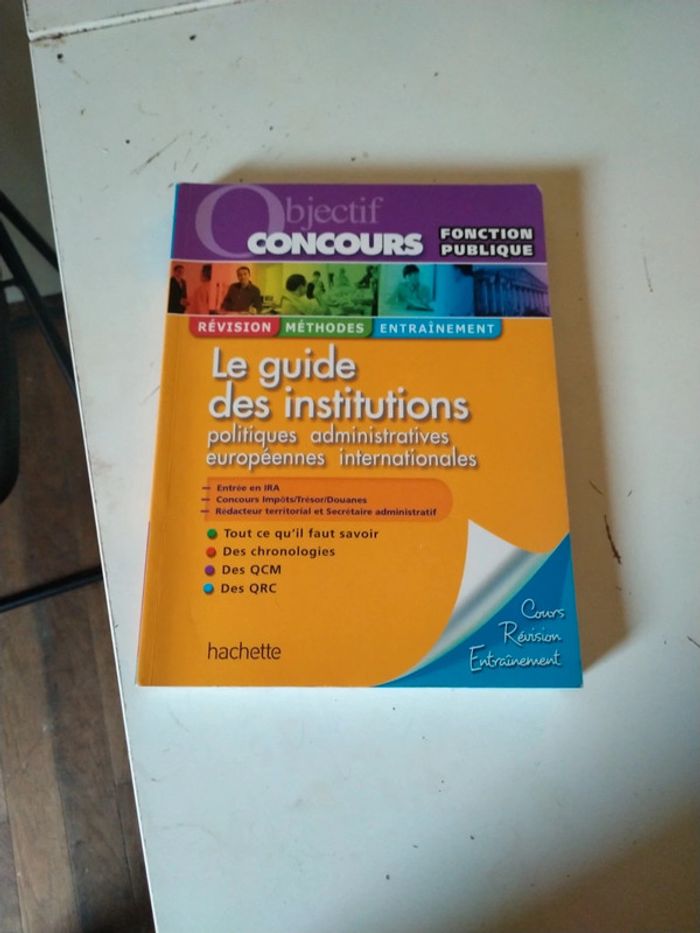 Objectif
CONCOURS
FONCTION
PUBLIQUE
RÉVISION MÉTHODES ENTRAÎNEMENT
Le guide
des institutions
politiques administratives
européennes internationales
– Entrée en IRA
– Concours Impôts/Trésor/Douanes
– Rédacteur territorial et Secrétaire administratif
• Tout ce qu'il faut savoir
• Des chronologies
• Des QCM
• Des QRC
Cours
Révision
Entraînement
hachette